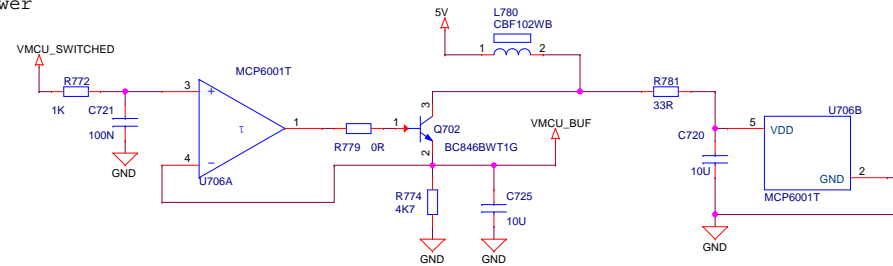 wer
5V
L780
CBF102WB
1
2
VMCU_SWITCHED
R772
1K
C721
100N
GND
MCP6001T
3
+
τ
4
−
U706A
1
R779
0R
1
3
Q702
BC846BWT1G
2
VMCU_BUF
R774
4K7
GND
C725
10U
GND
R781
33R
C720
10U
GND
5
VDD
U706B
GND
2
MCP6001T